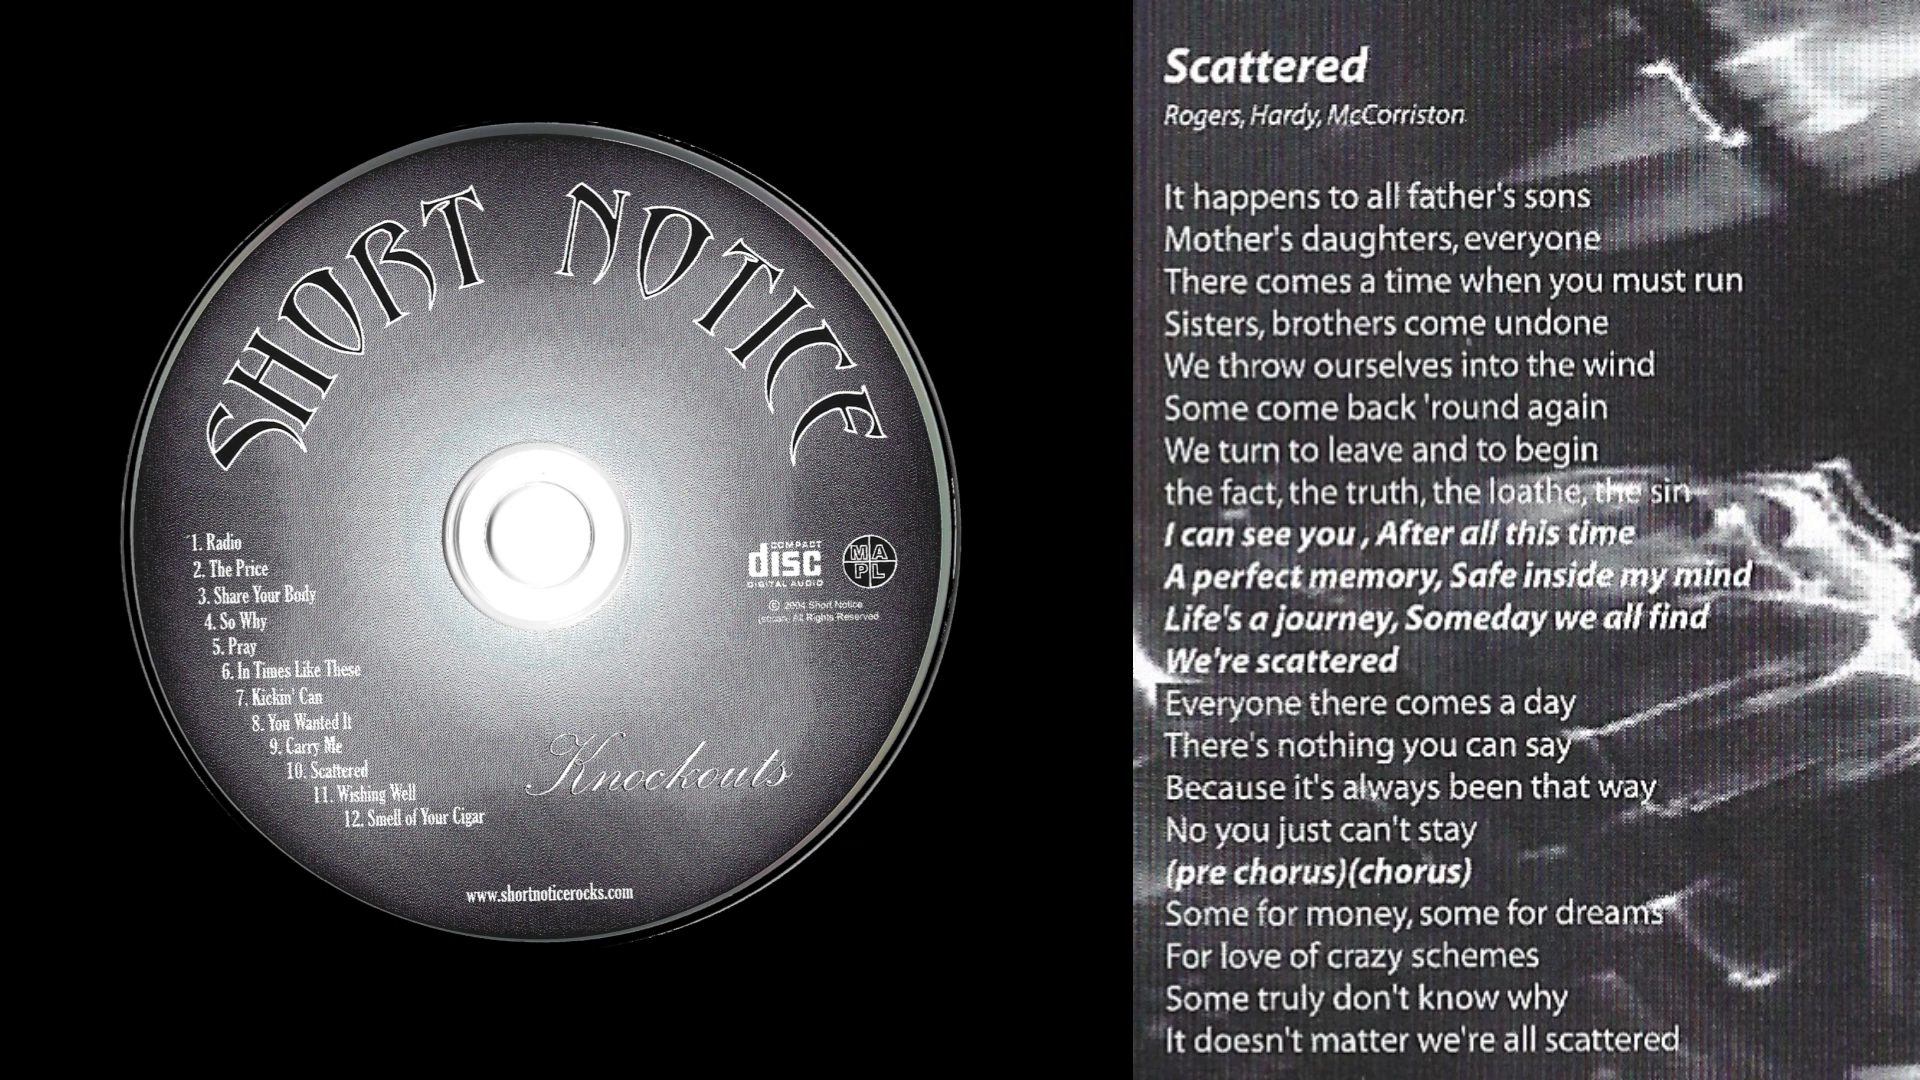 SHORT NOTICE
1. Radio
2. The Price
3. Share Your Body
4. So Why
5. Pray
6. In Times Like These
7. Kickin' Can
8. You Wanted It
9. Carry Me
10. Scattered
11. Wishing Well
12. Smell of Your Cigar
COMPACT
disc
DIGITAL AUDIO
MA
PL
© 2004 Short Notice
All Rights Reserved
Knockouts
www.shortnoticerocks.com
Scattered
Rogers, Hardy, McCorriston
It happens to all father's sons
Mother's daughters, everyone
There comes a time when you must run
Sisters, brothers come undone
We throw ourselves into the wind
Some come back 'round again
We turn to leave and to begin
the fact, the truth, the loathe, the sin
I can see you , After all this time
A perfect memory, Safe inside my mind
Life's a journey, Someday we all find
We're scattered
Everyone there comes a day
There's nothing you can say
Because it's always been that way
No you just can't stay
(pre chorus)(chorus)
Some for money, some for dreams
For love of crazy schemes
Some truly don't know why
It doesn't matter we're all scattered